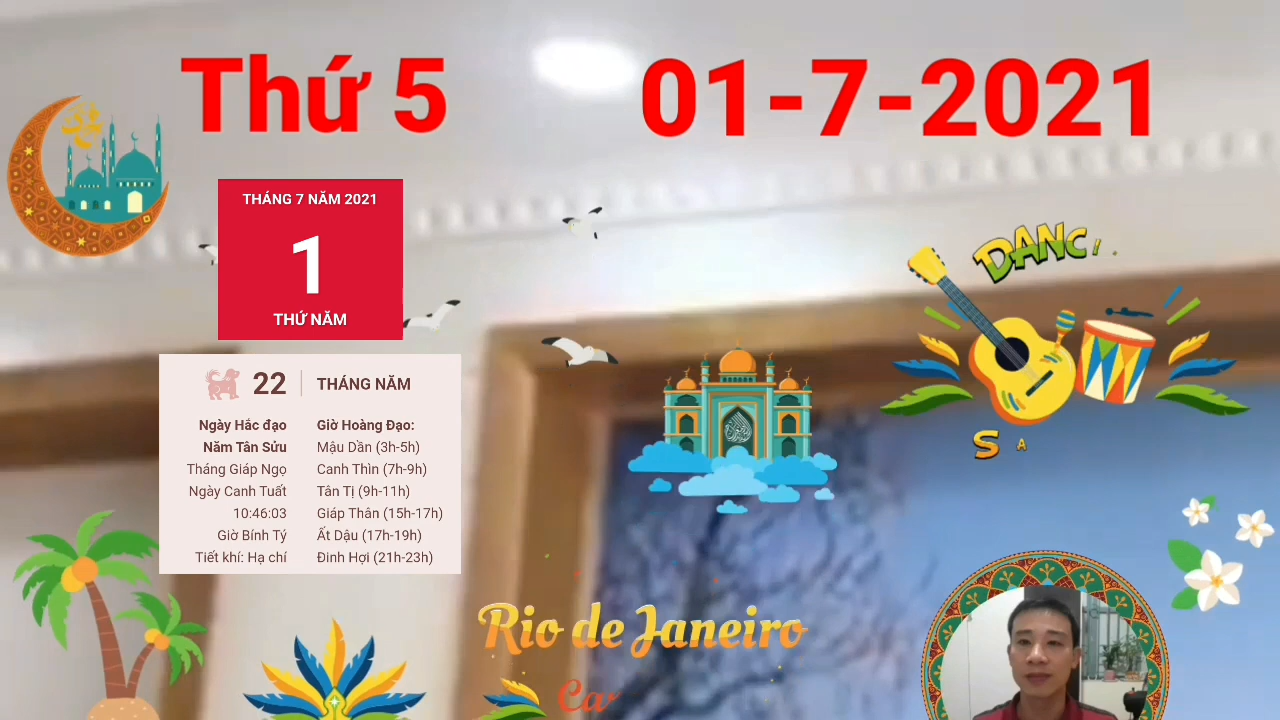 Thứ 5 01-7-2021
THÁNG 7 NĂM 2021
1
THỨ NĂM
22 THÁNG NĂM
Ngày Hắc đạo Giờ Hoàng Đạo:
Năm Tân Sửu Mậu Dần (3h-5h)
Tháng Giáp Ngọ Canh Thìn (7h-9h)
Ngày Canh Tuất Tân Tị (9h-11h)
10:46:03 Giáp Thân (15h-17h)
Giờ Bính Tý Ất Dậu (17h-19h)
Tiết khí: Hạ chí Đinh Hợi (21h-23h)
DANC
S A
Rio de Janeiro
Car